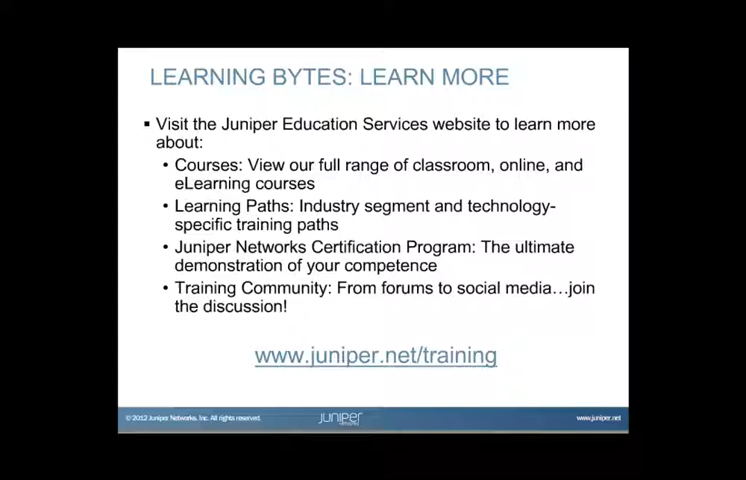 LEARNING BYTES: LEARN MORE
▪ Visit the Juniper Education Services website to learn more
about:
• Courses: View our full range of classroom, online, and
eLearning courses
• Learning Paths: Industry segment and technology-
specific training paths
• Juniper Networks Certification Program: The ultimate
demonstration of your competence
• Training Community: From forums to social media…join
the discussion!
www.juniper.net/training
© 2012 Juniper Networks, Inc. All rights reserved.
JUNIPER
NETWORKS
www.juniper.net